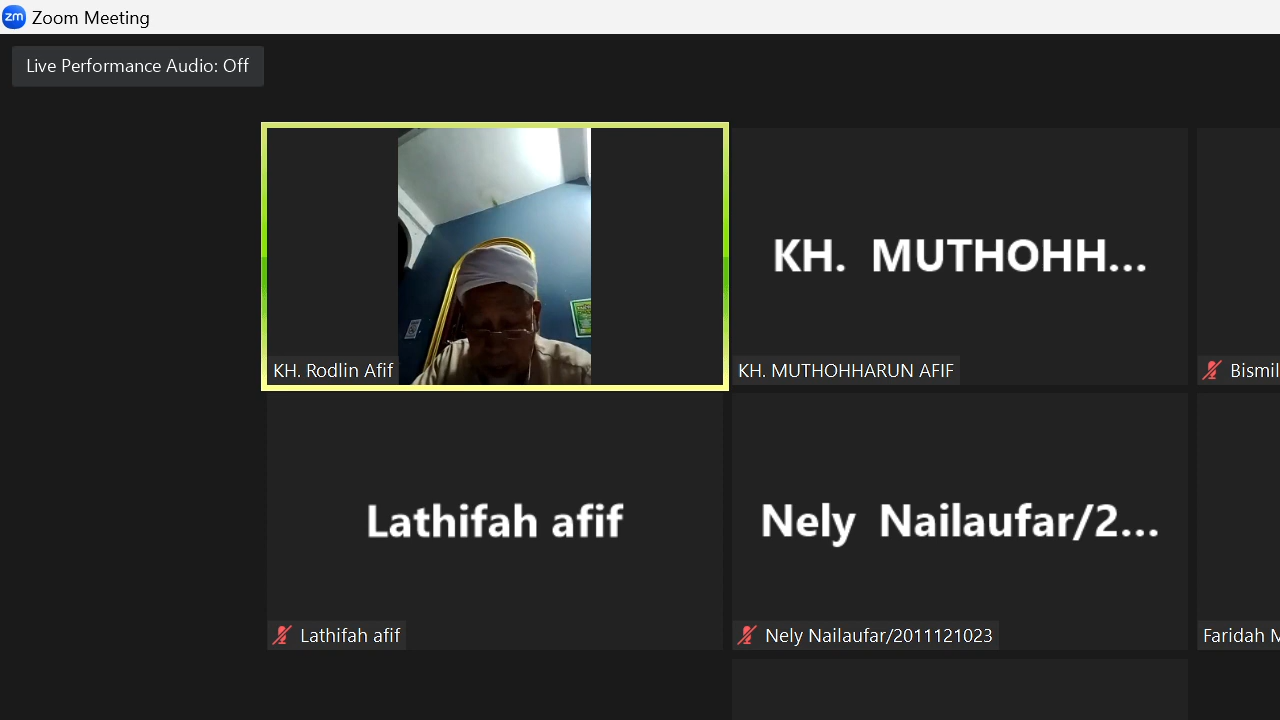 zm Zoom Meeting
Live Performance Audio: Off
KH. Rodlin Afif
KH. MUTHOHH...
KH. MUTHOHHARUN AFIF
Bismil
Lathifah afif
Lathifah afif
Nely Nailaufar/2...
Nely Nailaufar/2011121023
Faridah M